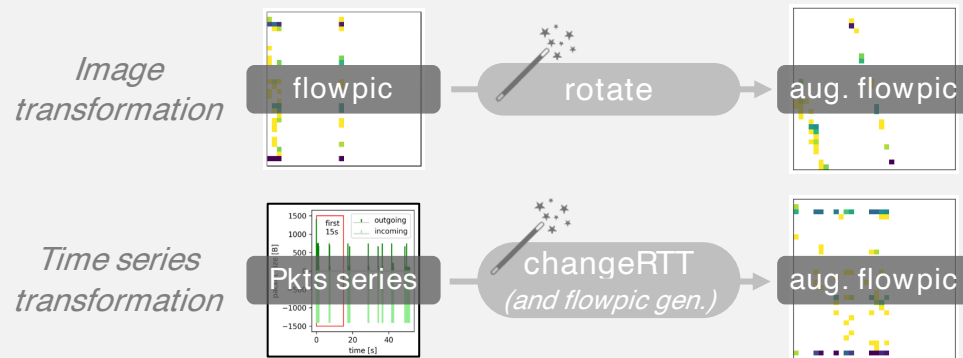 Image
transformation
flowpic
rotate
aug. flowpic
Time series
transformation
1500
1000
500
0
−500
−1000
−1500
first
15s
outgoing
incoming
Pkts series
0
20
40
time [s]
changeRTT
(and flowpic gen.)
aug. flowpic